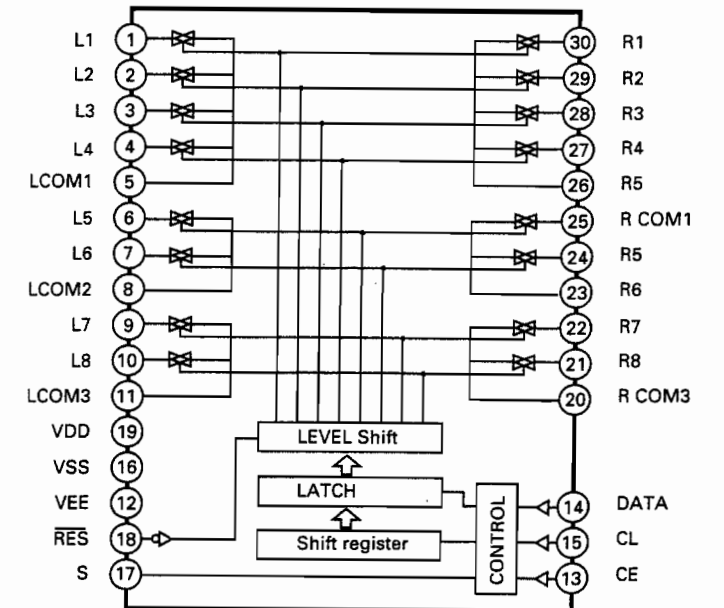 L1 1 30 R1
L2 2 29 R2
L3 3 28 R3
L4 4 27 R4
LCOM1 5 26 R5
L5 6 25 R COM1
L6 7 24 R5
LCOM2 8 23 R6
L7 9 22 R7
L8 10 21 R8
LCOM3 11 20 R COM3
VDD 19
LEVEL Shift
VSS 16
LATCH
VEE 12
CONTROL
14 DATA
RES 18
Shift register
15 CL
S 17
13 CE